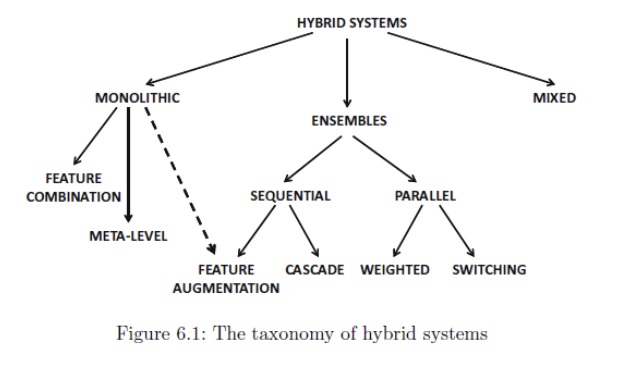 HYBRID SYSTEMS
MONOLITHIC
MIXED
ENSEMBLES
FEATURE
COMBINATION
SEQUENTIAL
PARALLEL
META-LEVEL
FEATURE
AUGMENTATION
CASCADE
WEIGHTED
SWITCHING
Figure 6.1: The taxonomy of hybrid systems